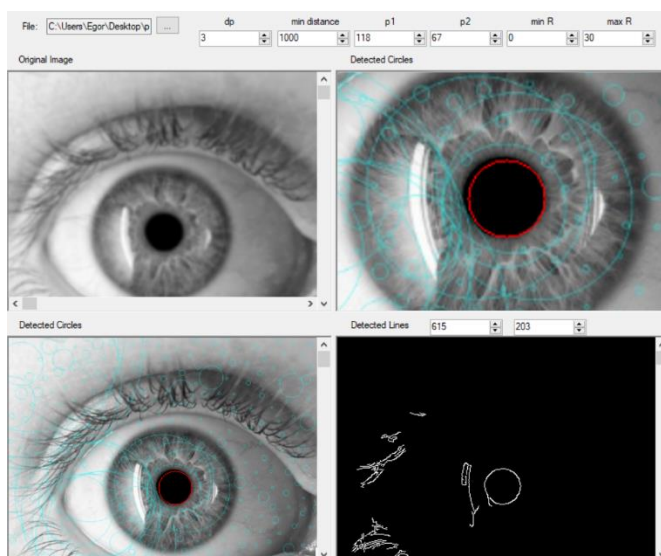 dp min distance p1 p2 min R max R
File: C:\Users\Egor\Desktop\p ... 3 1000 118 67 0 30
Original Image Detected Circles
Detected Circles Detected Lines 615 203